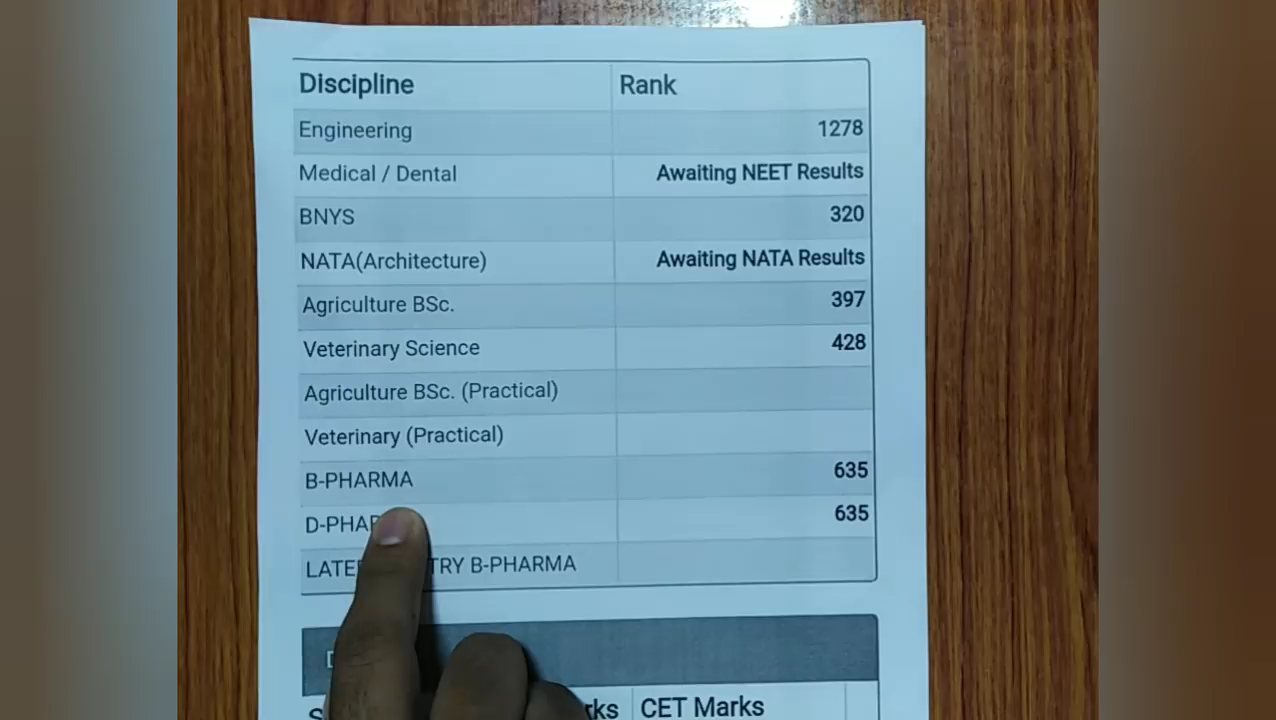 Discipline Rank
Engineering 1278
Medical / Dental Awaiting NEET Results
BNYS 320
NATA(Architecture) Awaiting NATA Results
Agriculture BSc. 397
Veterinary Science 428
Agriculture BSc. (Practical)
Veterinary (Practical)
B-PHARMA 635
635
B-PHARMA
CET Marks